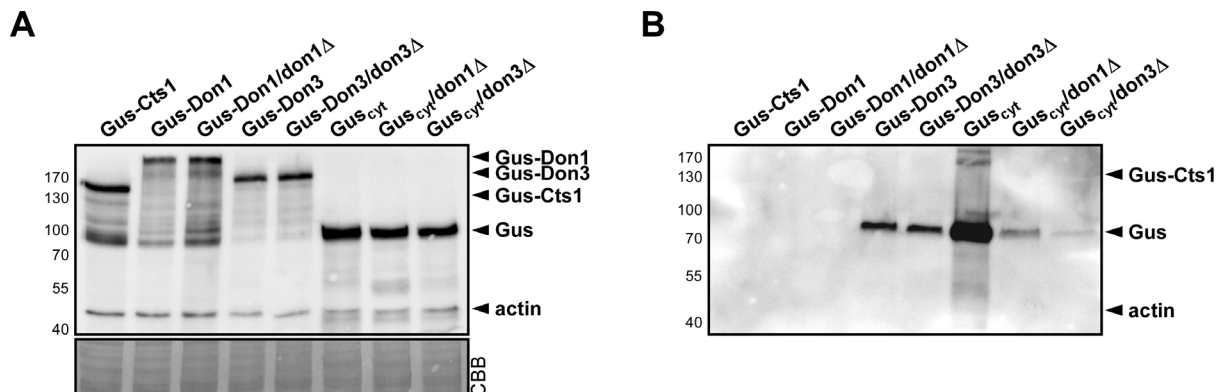 A
Gus-Cts1
Gus-Don1
Gus-Don1/don1Δ
Gus-Don3
Gus-Don3/don3Δ
Guscyt
Guscyt/don1Δ
Guscyt/don3Δ
170
130
100
70
55
40
Gus-Don1
Gus-Don3
Gus-Cts1
Gus
actin
CBB
B
Gus-Cts1
Gus-Don1
Gus-Don1/don1Δ
Gus-Don3
Gus-Don3/don3Δ
Guscyt
Guscyt/don1Δ
Guscyt/don3Δ
170
130
100
70
55
40
Gus-Cts1
Gus
actin